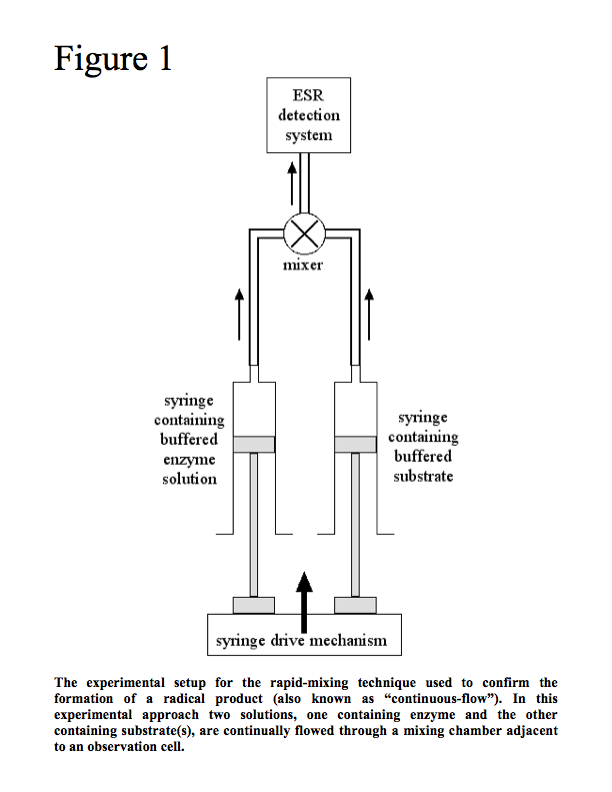 Figure 1
ESR
detection
system
mixer
syringe
containing
buffered
enzyme
solution
syringe
containing
buffered
substrate
syringe drive mechanism
The experimental setup for the rapid-mixing technique used to confirm the
formation of a radical product (also known as “continuous-flow”). In this
experimental approach two solutions, one containing enzyme and the other
containing substrate(s), are continually flowed through a mixing chamber adjacent
to an observation cell.